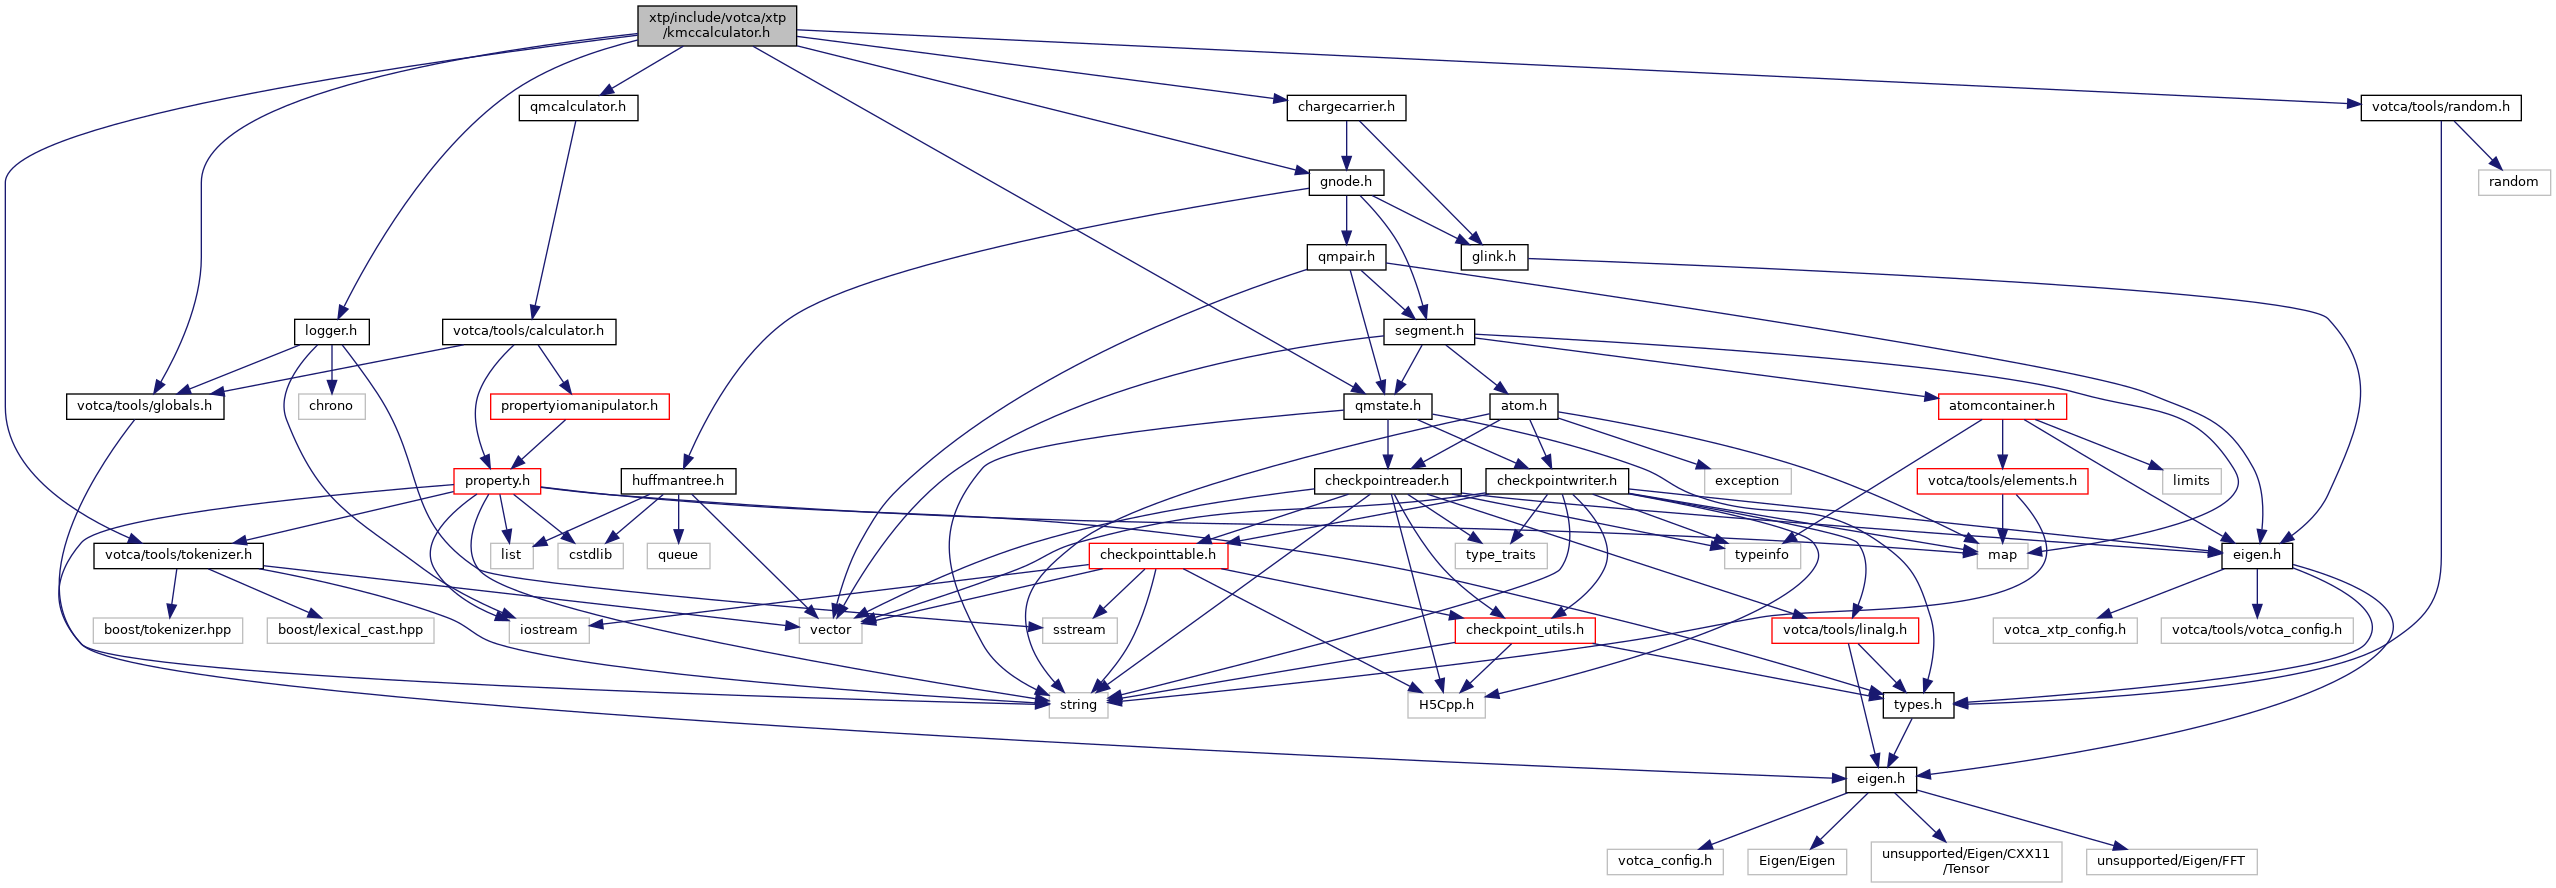 xtp/include/votca/xtp
/kmccalculator.h
qmcalculator.h
chargecarrier.h
votca/tools/random.h
gnode.h
random
qmpair.h
glink.h
logger.h
votca/tools/calculator.h
segment.h
votca/tools/globals.h
chrono
propertyiomanipulator.h
qmstate.h
atom.h
atomcontainer.h
property.h
huffmantree.h
checkpointreader.h
checkpointwriter.h
exception
votca/tools/elements.h
limits
votca/tools/tokenizer.h
list
cstdlib
queue
checkpointtable.h
type_traits
typeinfo
map
eigen.h
boost/tokenizer.hpp
boost/lexical_cast.hpp
iostream
vector
sstream
checkpoint_utils.h
votca/tools/linalg.h
votca_xtp_config.h
votca/tools/votca_config.h
string
H5Cpp.h
types.h
eigen.h
votca_config.h
Eigen/Eigen
unsupported/Eigen/CXX11
/Tensor
unsupported/Eigen/FFT